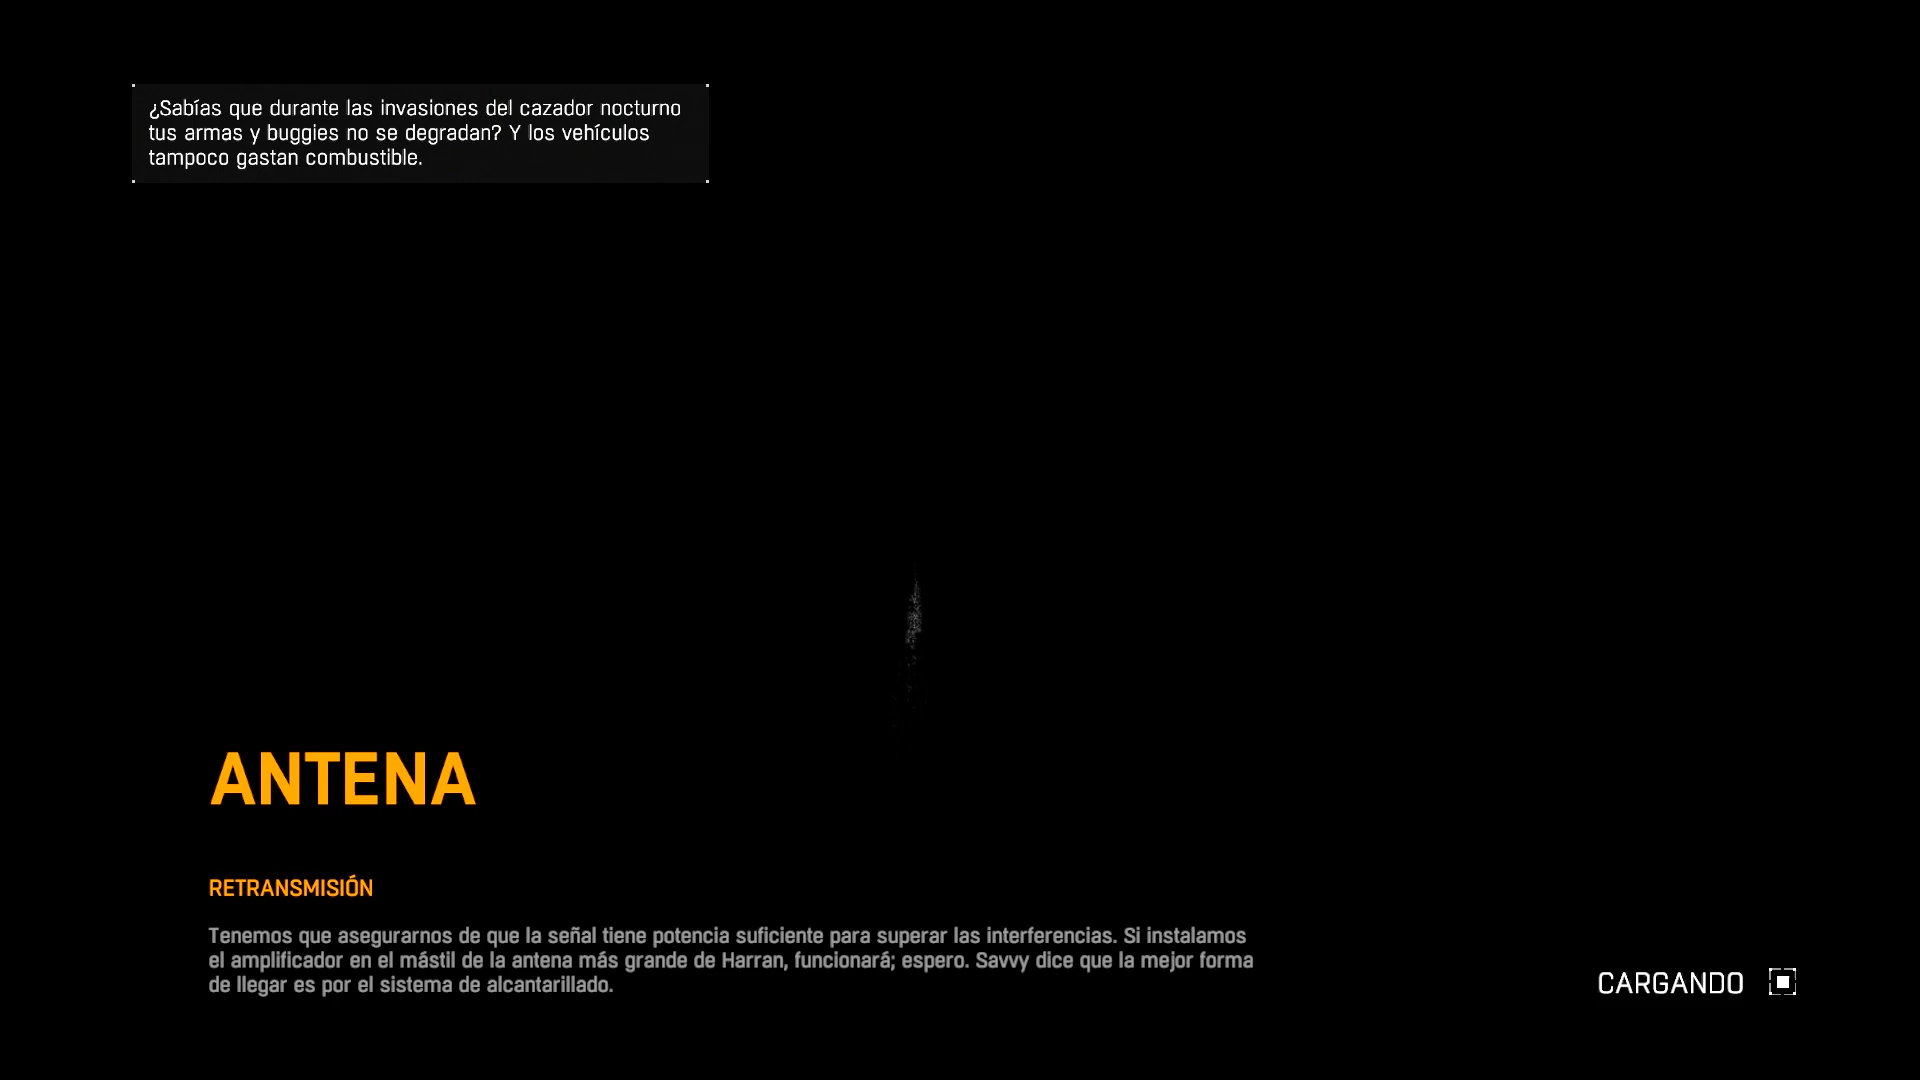 ¿Sabías que durante las invasiones del cazador nocturno
tus armas y buggies no se degradan? Y los vehículos
tampoco gastan combustible.
ANTENA
RETRANSMISIÓN
Tenemos que asegurarnos de que la señal tiene potencia suficiente para superar las interferencias. Si instalamos
el amplificador en el mástil de la antena más grande de Harran, funcionará; espero. Savvy dice que la mejor forma
de llegar es por el sistema de alcantarillado.
CARGANDO